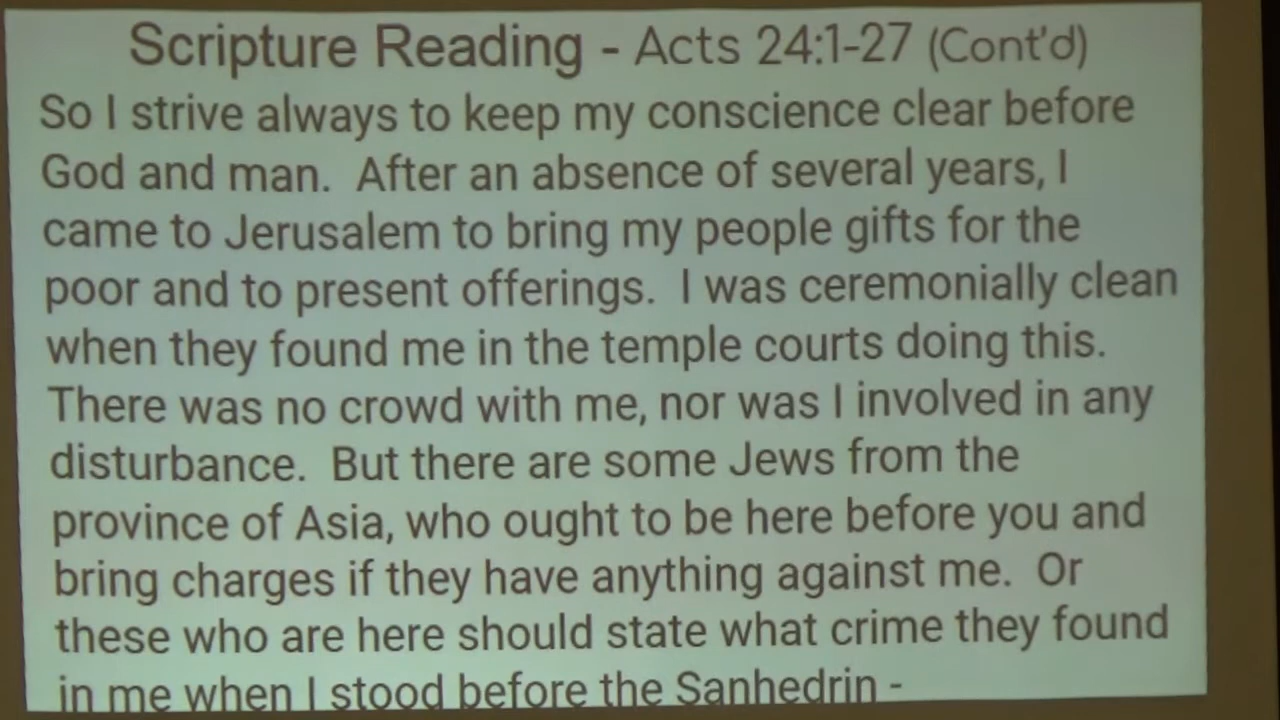 Scripture Reading - Acts 24:1-27 (Cont'd)
So I strive always to keep my conscience clear before
God and man.  After an absence of several years, I
came to Jerusalem to bring my people gifts for the
poor and to present offerings.  I was ceremonially clean
when they found me in the temple courts doing this.
There was no crowd with me, nor was I involved in any
disturbance.  But there are some Jews from the
province of Asia, who ought to be here before you and
bring charges if they have anything against me.  Or
these who are here should state what crime they found
in me when I stood before the Sanhedrin -